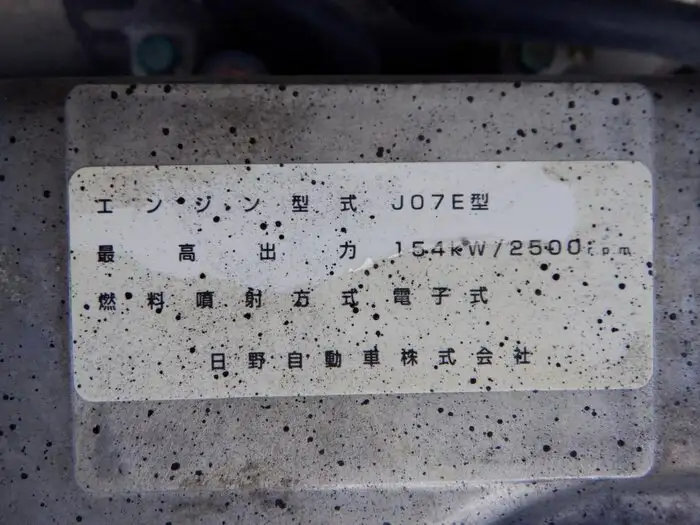 エンジン型式 J07E型
最高出力 154kW/2500rpm
燃料噴射方式 電子式
日野自動車株式会社